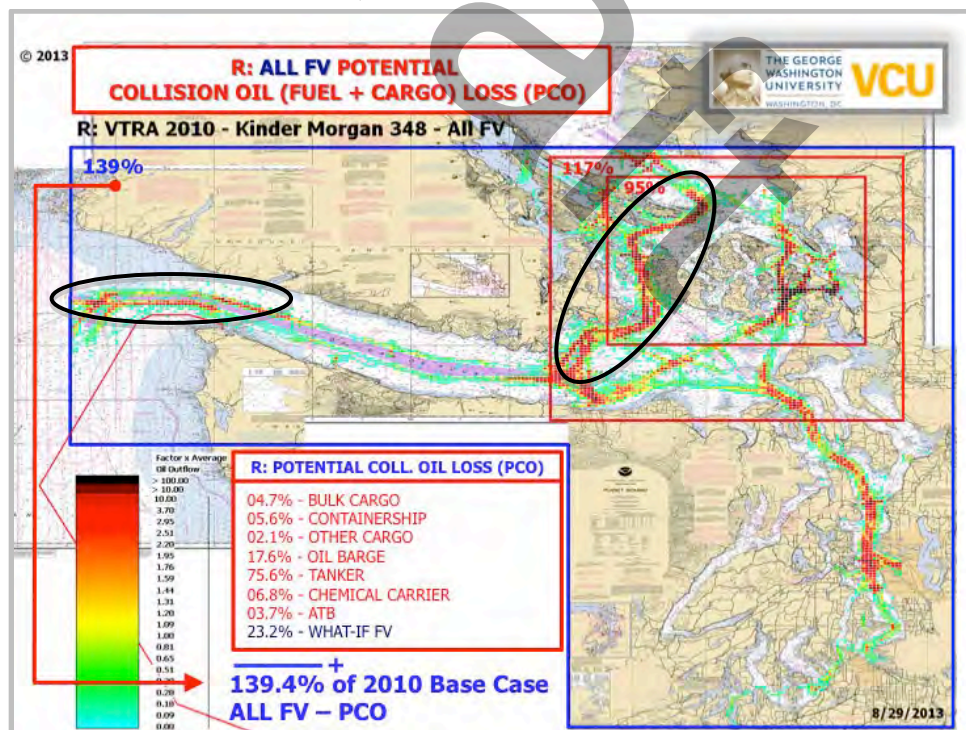 © 2013
R: ALL FV POTENTIAL
COLLISION OIL (FUEL + CARGO) LOSS (PCO)
THE GEORGE
WASHINGTON
UNIVERSITY
WASHINGTON, DC
VCU
R: VTRA 2010 - Kinder Morgan 348 - All FV
139%
117%
95%
Factor x Average
Oil Outflow
> 100.00
> 10.00
10.00
3.70
2.95
2.51
2.20
1.95
1.76
1.59
1.44
1.31
1.20
1.09
1.00
0.81
0.65
0.51
0.28
0.18
0.09
0.00
R: POTENTIAL COLL. OIL LOSS (PCO)
04.7% - BULK CARGO
05.6% - CONTAINERSHIP
02.1% - OTHER CARGO
17.6% - OIL BARGE
75.6% - TANKER
06.8% - CHEMICAL CARRIER
03.7% - ATB
23.2% - WHAT-IF FV
+
139.4% of 2010 Base Case
ALL FV – PCO
8/29/2013